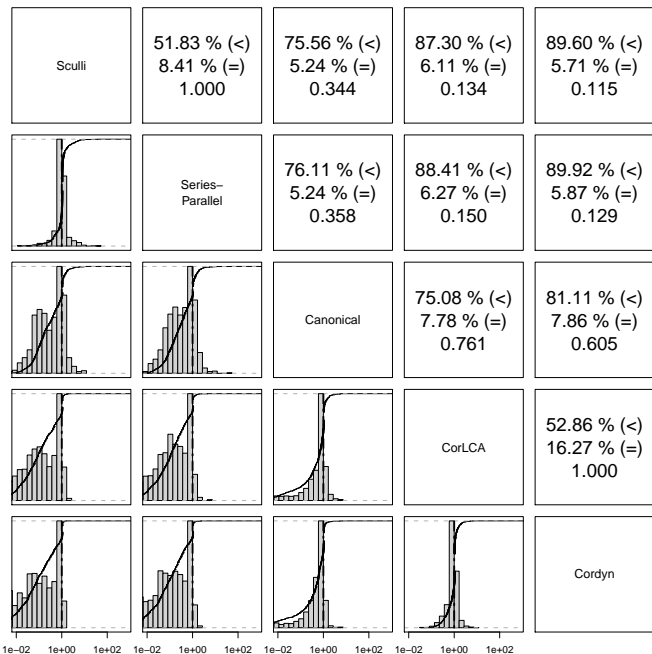 51.83 % (<) 75.56 % (<) 87.30 % (<) 89.60 % (<)
Sculli 8.41 % (=) 5.24 % (=) 6.11 % (=) 5.71 % (=)
1.000 0.344 0.134 0.115
76.11 % (<) 88.41 % (<) 89.92 % (<)
Series−
Parallel
5.24 % (=) 6.27 % (=) 5.87 % (=)
0.358 0.150 0.129
75.08 % (<) 81.11 % (<)
Canonical 7.78 % (=) 7.86 % (=)
0.761 0.605
52.86 % (<)
CorLCA 16.27 % (=)
1.000
Cordyn
1e−02 1e+00 1e+02 1e−02 1e+00 1e+02 1e−02 1e+00 1e+02 1e−02 1e+00 1e+02